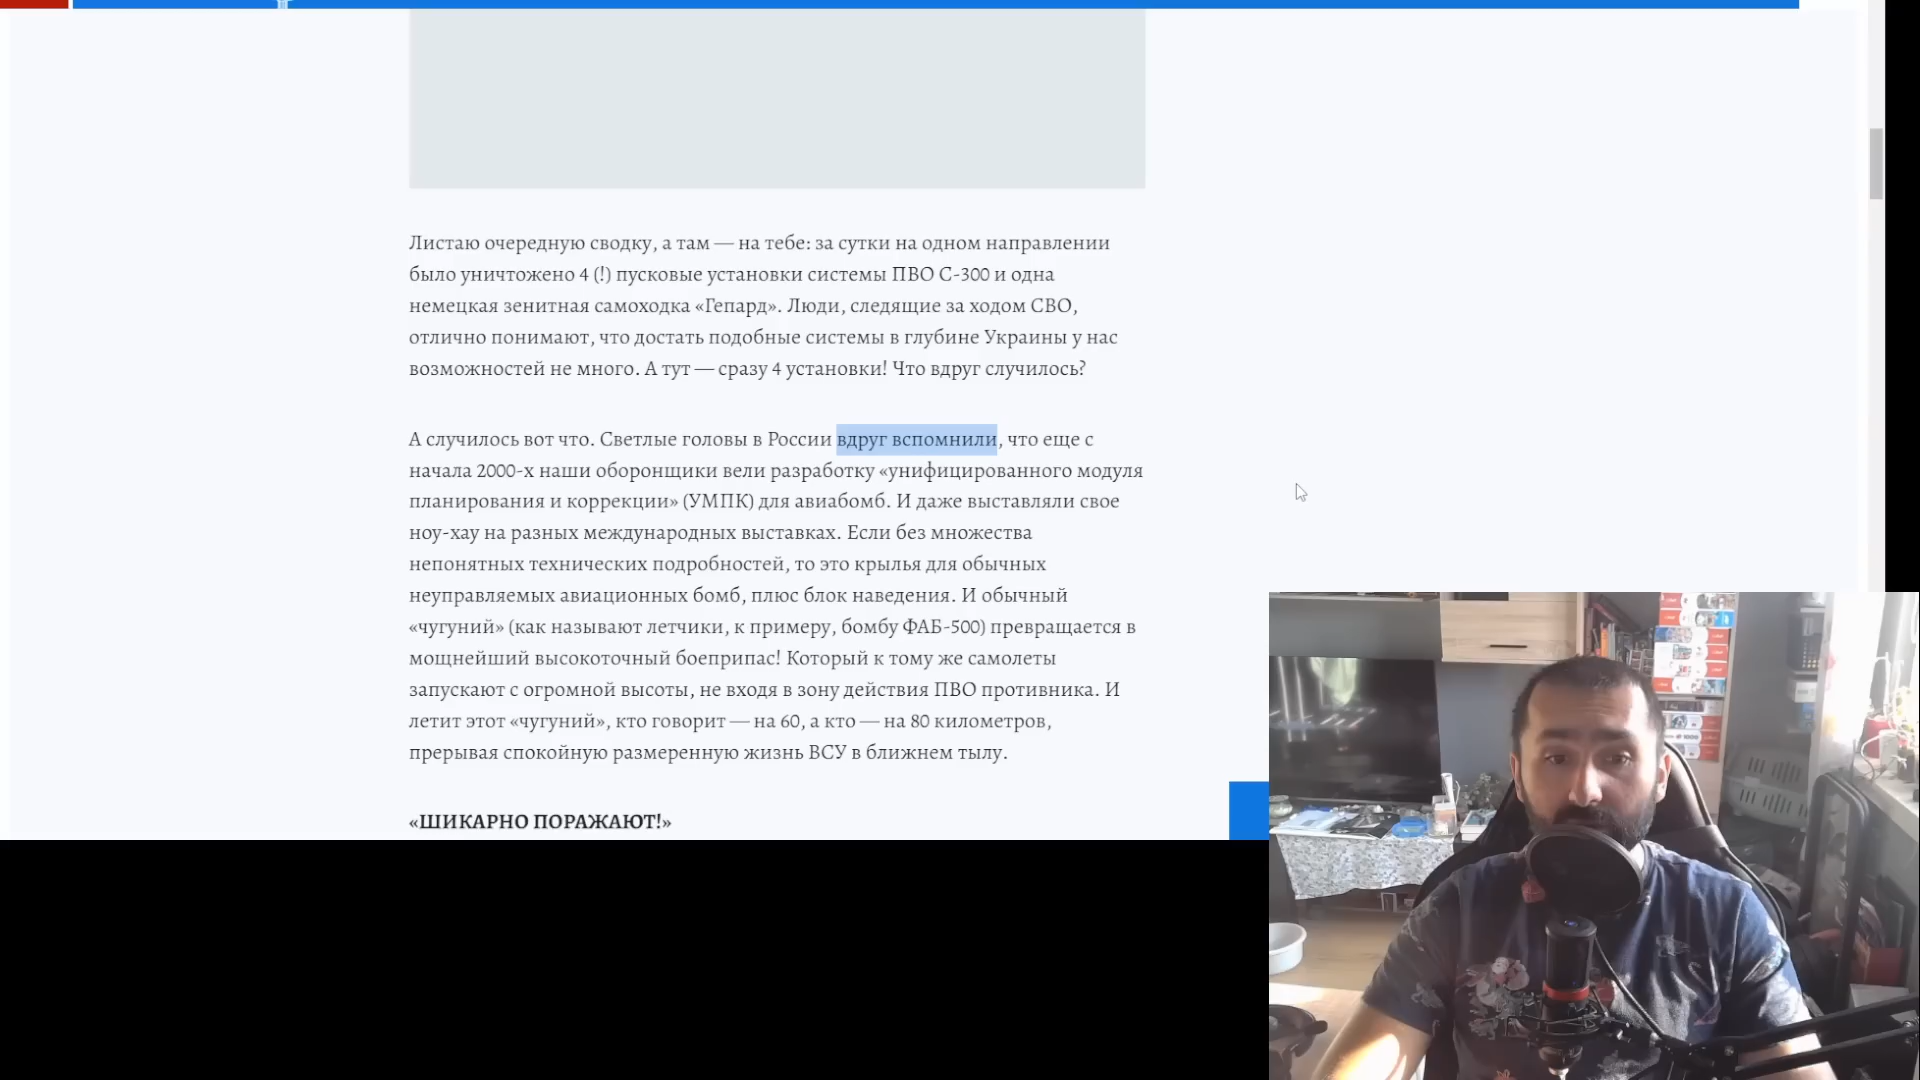 Листаю очередную сводку, а там — на тебе: за сутки на одном направлении
было уничтожено 4 (!) пусковые установки системы ПВО С-300 и одна
немецкая зенитная самоходка «Гепард». Люди, следящие за ходом СВО,
отлично понимают, что достать подобные системы в глубине Украины у нас
возможностей не много. А тут — сразу 4 установки! Что вдруг случилось?
А случилось вот что. Светлые головы в России вдруг вспомнили, что еще с
начала 2000-х наши оборонщики вели разработку «унифицированного модуля
планирования и коррекции» (УМПК) для авиабомб. И даже выставляли свое
ноу-хау на разных международных выставках. Если без множества
непонятных технических подробностей, то это крылья для обычных
неуправляемых авиационных бомб, плюс блок наведения. И обычный
«чугуний» (как называют летчики, к примеру, бомбу ФАБ-500) превращается в
мощнейший высокоточный боеприпас! Который к тому же самолеты
запускают с огромной высоты, не входя в зону действия ПВО противника. И
летит этот «чугуний», кто говорит — на 60, а кто — на 80 километров,
прерывая спокойную размеренную жизнь ВСУ в ближнем тылу.
«ШИКАРНО ПОРАЖАЮТ!»